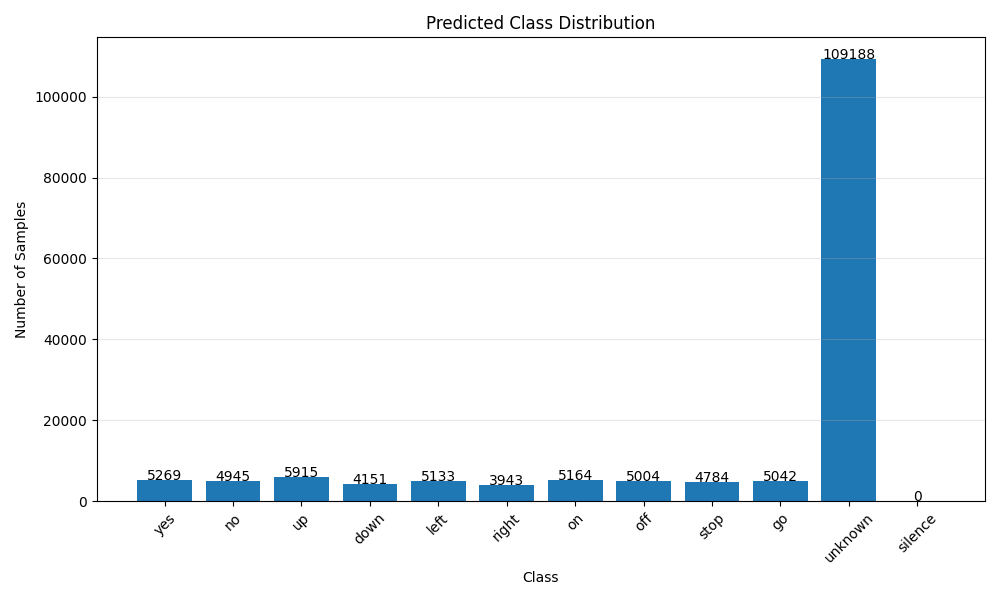 Predicted Class Distribution
Number of Samples
100000
80000
60000
40000
20000
0
5269
4945
5915
4151
5133
3943
5164
5004
4784
5042
109188
0
yes
no
up
down
left
right
on
off
stop
go
unknown
silence
Class